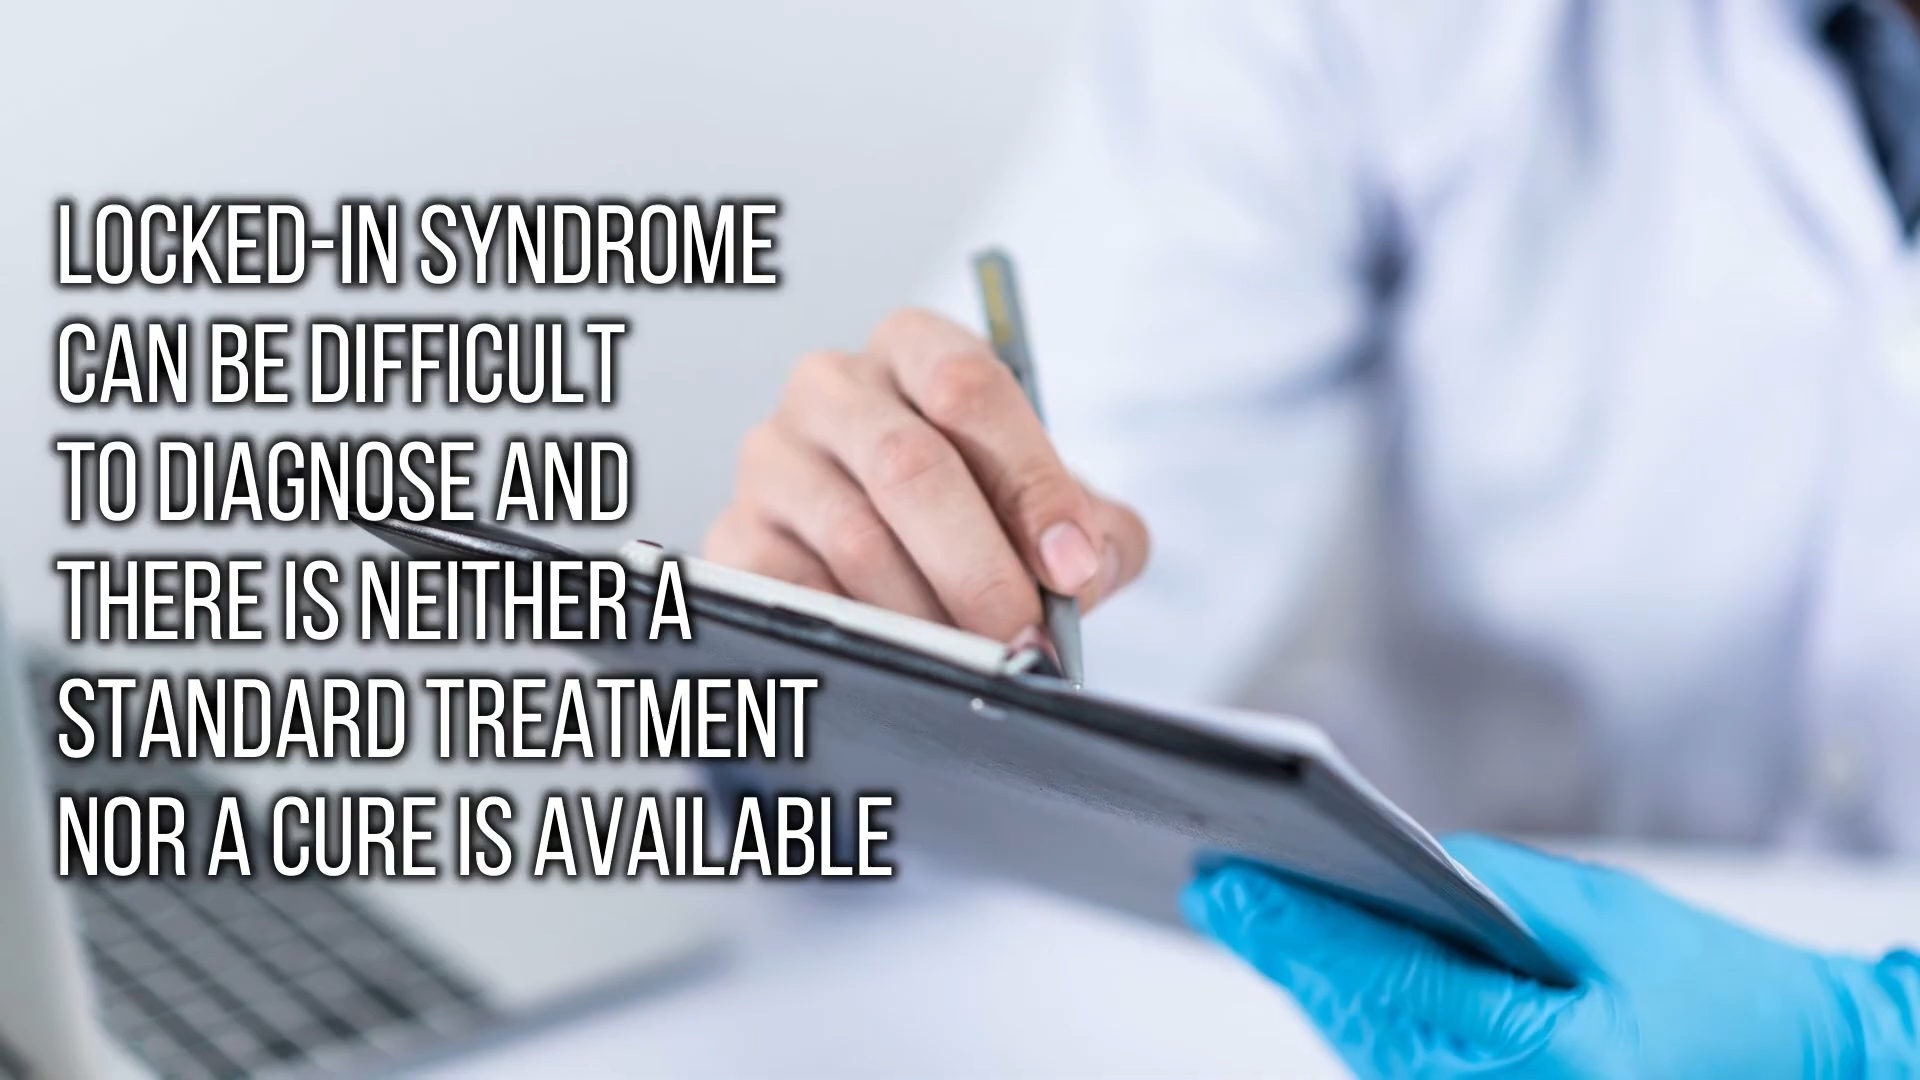 LOCKED-IN SYNDROME
CAN BE DIFFICULT
TO DIAGNOSE AND
THERE IS NEITHER A
STANDARD TREATMENT
NOR A CURE IS AVAILABLE